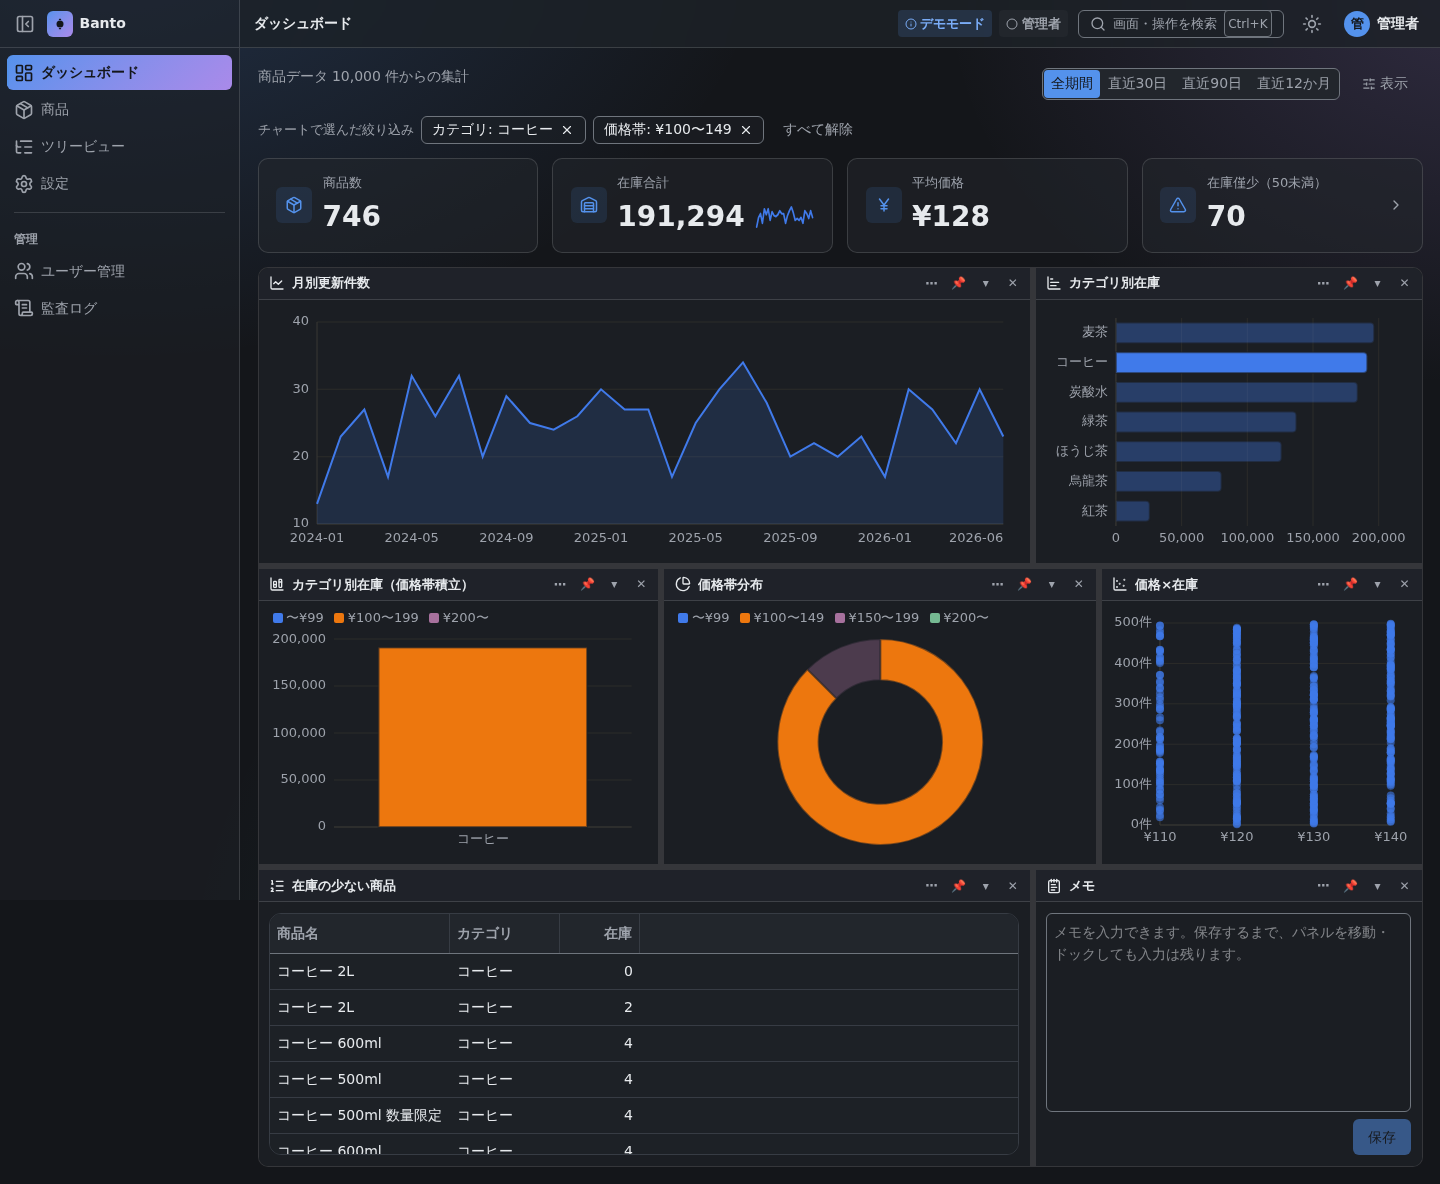 Banto
ダッシュボード
デモモード
管理者
画面・操作を検索 Ctrl+K
管 管理者
ダッシュボード
商品
ツリービュー
設定
管理
ユーザー管理
監査ログ
商品データ 10,000 件からの集計
全期間 直近30日 直近90日 直近12か月
表示
チャートで選んだ絞り込み カテゴリ: コーヒー × 価格帯: ¥100〜149 × すべて解除
商品数
746
在庫合計
191,294
平均価格
¥128
在庫僅少（50未満）
70
月別更新件数
40
30
20
10
2024-01 2024-05 2024-09 2025-01 2025-05 2025-09 2026-01 2026-06
カテゴリ別在庫
麦茶
コーヒー
炭酸水
緑茶
ほうじ茶
烏龍茶
紅茶
0 50,000 100,000 150,000 200,000
カテゴリ別在庫（価格帯積立）
〜¥99 ¥100〜199 ¥200〜
200,000
150,000
100,000
50,000
0
コーヒー
価格帯分布
〜¥99 ¥100〜149 ¥150〜199 ¥200〜
価格×在庫
500件
400件
300件
200件
100件
0件
¥110 ¥120 ¥130 ¥140
在庫の少ない商品
商品名 カテゴリ 在庫
コーヒー 2L コーヒー 0
コーヒー 2L コーヒー 2
コーヒー 600ml コーヒー 4
コーヒー 500ml コーヒー 4
コーヒー 500ml 数量限定 コーヒー 4
コーヒー 600ml コーヒー 4
メモ
メモを入力できます。保存するまで、パネルを移動・
ドックしても入力は残ります。
保存